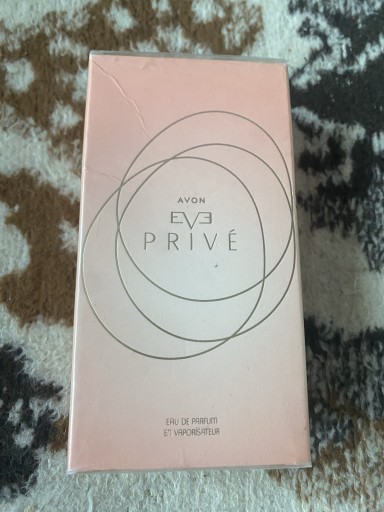 AVON
EVE
PRIVÉ
EAU DE PARFUM
EN VAPORISATEUR